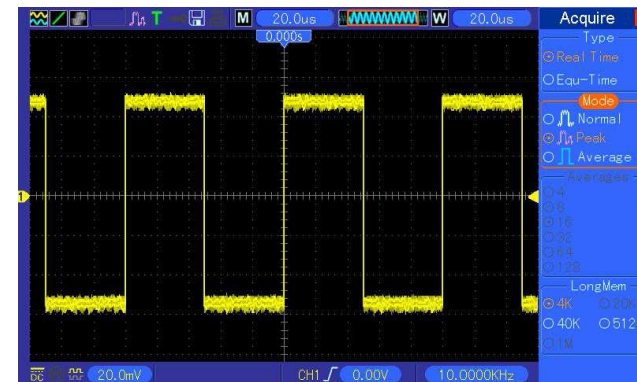 T M 20.0us W 20.0us Acquire
0.000s
Type
Real Time
Equ-Time
Mode
Normal
Peak
Average
Averages
4
8
16
32
64
128
LongMem
4K 20K
40K 512
1M
1
DC 20.0mV CH1 0.00V 10.0000KHz